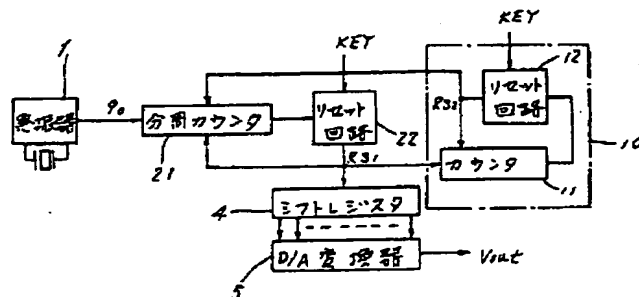 KEY
KEY
1
12
発振器
φ0
分周カウンタ
リセット
回路
RS2
リセット
回路
10
21
22
RS1
カウンタ
11
4
シフトレジスタ
D/A 変換器
Vout
5